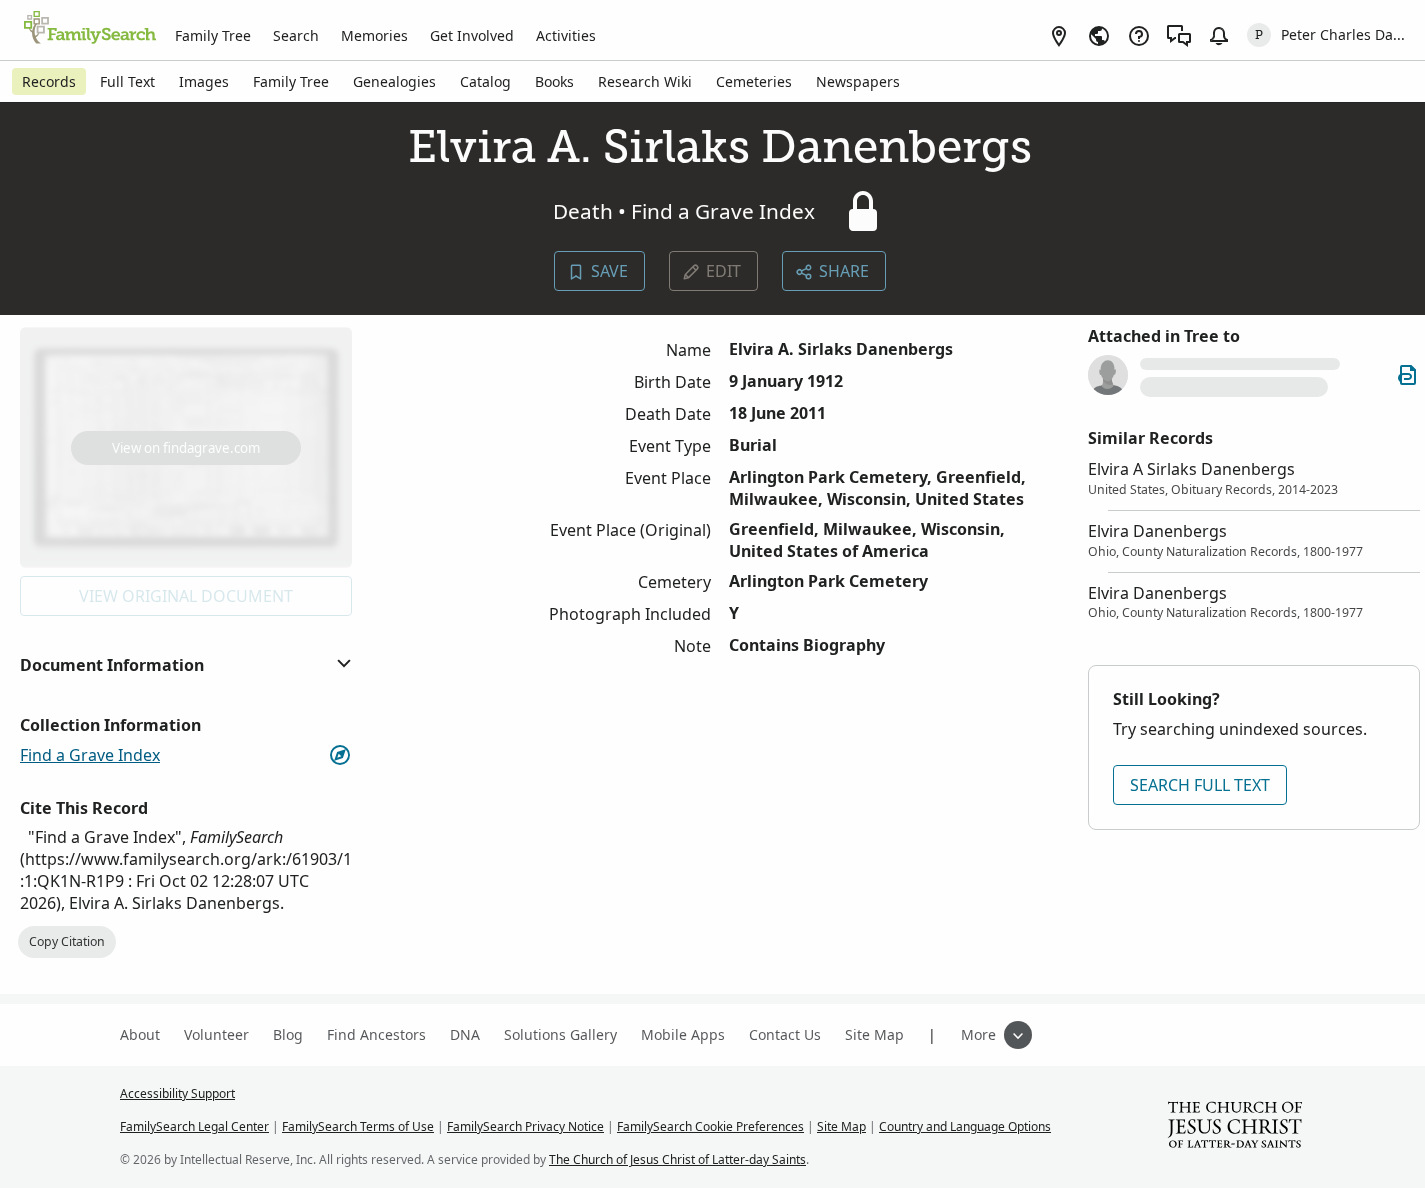 FamilySearch
Family Tree
Search
Memories
Get Involved
Activities
P
Peter Charles Da...
Records
Full Text
Images
Family Tree
Genealogies
Catalog
Books
Research Wiki
Cemeteries
Newspapers
Elvira A. Sirlaks Danenbergs
Death • Find a Grave Index
SAVE
EDIT
SHARE
View on findagrave.com
VIEW ORIGINAL DOCUMENT
Document Information
Collection Information
Find a Grave Index
Cite This Record
"Find a Grave Index", FamilySearch
(https://www.familysearch.org/ark:/61903/1
:1:QK1N-R1P9 : Fri Oct 02 12:28:07 UTC
2026), Elvira A. Sirlaks Danenbergs.
Copy Citation
Name Elvira A. Sirlaks Danenbergs
Birth Date 9 January 1912
Death Date 18 June 2011
Event Type Burial
Event Place Arlington Park Cemetery, Greenfield,
Milwaukee, Wisconsin, United States
Event Place (Original) Greenfield, Milwaukee, Wisconsin,
United States of America
Cemetery Arlington Park Cemetery
Photograph Included Y
Note Contains Biography
Attached in Tree to
Similar Records
Elvira A Sirlaks Danenbergs
United States, Obituary Records, 2014-2023
Elvira Danenbergs
Ohio, County Naturalization Records, 1800-1977
Elvira Danenbergs
Ohio, County Naturalization Records, 1800-1977
Still Looking?
Try searching unindexed sources.
SEARCH FULL TEXT
About
Volunteer
Blog
Find Ancestors
DNA
Solutions Gallery
Mobile Apps
Contact Us
Site Map
|
More
Accessibility Support
FamilySearch Legal Center | FamilySearch Terms of Use | FamilySearch Privacy Notice | FamilySearch Cookie Preferences | Site Map | Country and Language Options
© 2026 by Intellectual Reserve, Inc. All rights reserved. A service provided by The Church of Jesus Christ of Latter-day Saints.
THE CHURCH OF
JESUS CHRIST
OF LATTER-DAY SAINTS